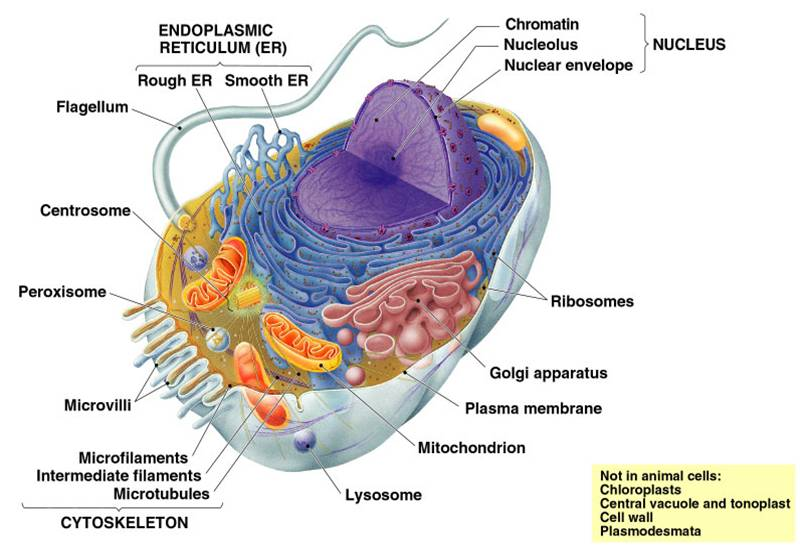 ENDOPLASMIC
RETICULUM (ER)
Rough ER
Smooth ER
Flagellum
Chromatin
Nucleolus
Nuclear envelope
NUCLEUS
Centrosome
Peroxisome
Microvilli
Ribosomes
Golgi apparatus
Plasma membrane
Mitochondrion
Lysosome
Microfilaments
Intermediate filaments
Microtubules
CYTOSKELETON
Not in animal cells:
Chloroplasts
Central vacuole and tonoplast
Cell wall
Plasmodesmata